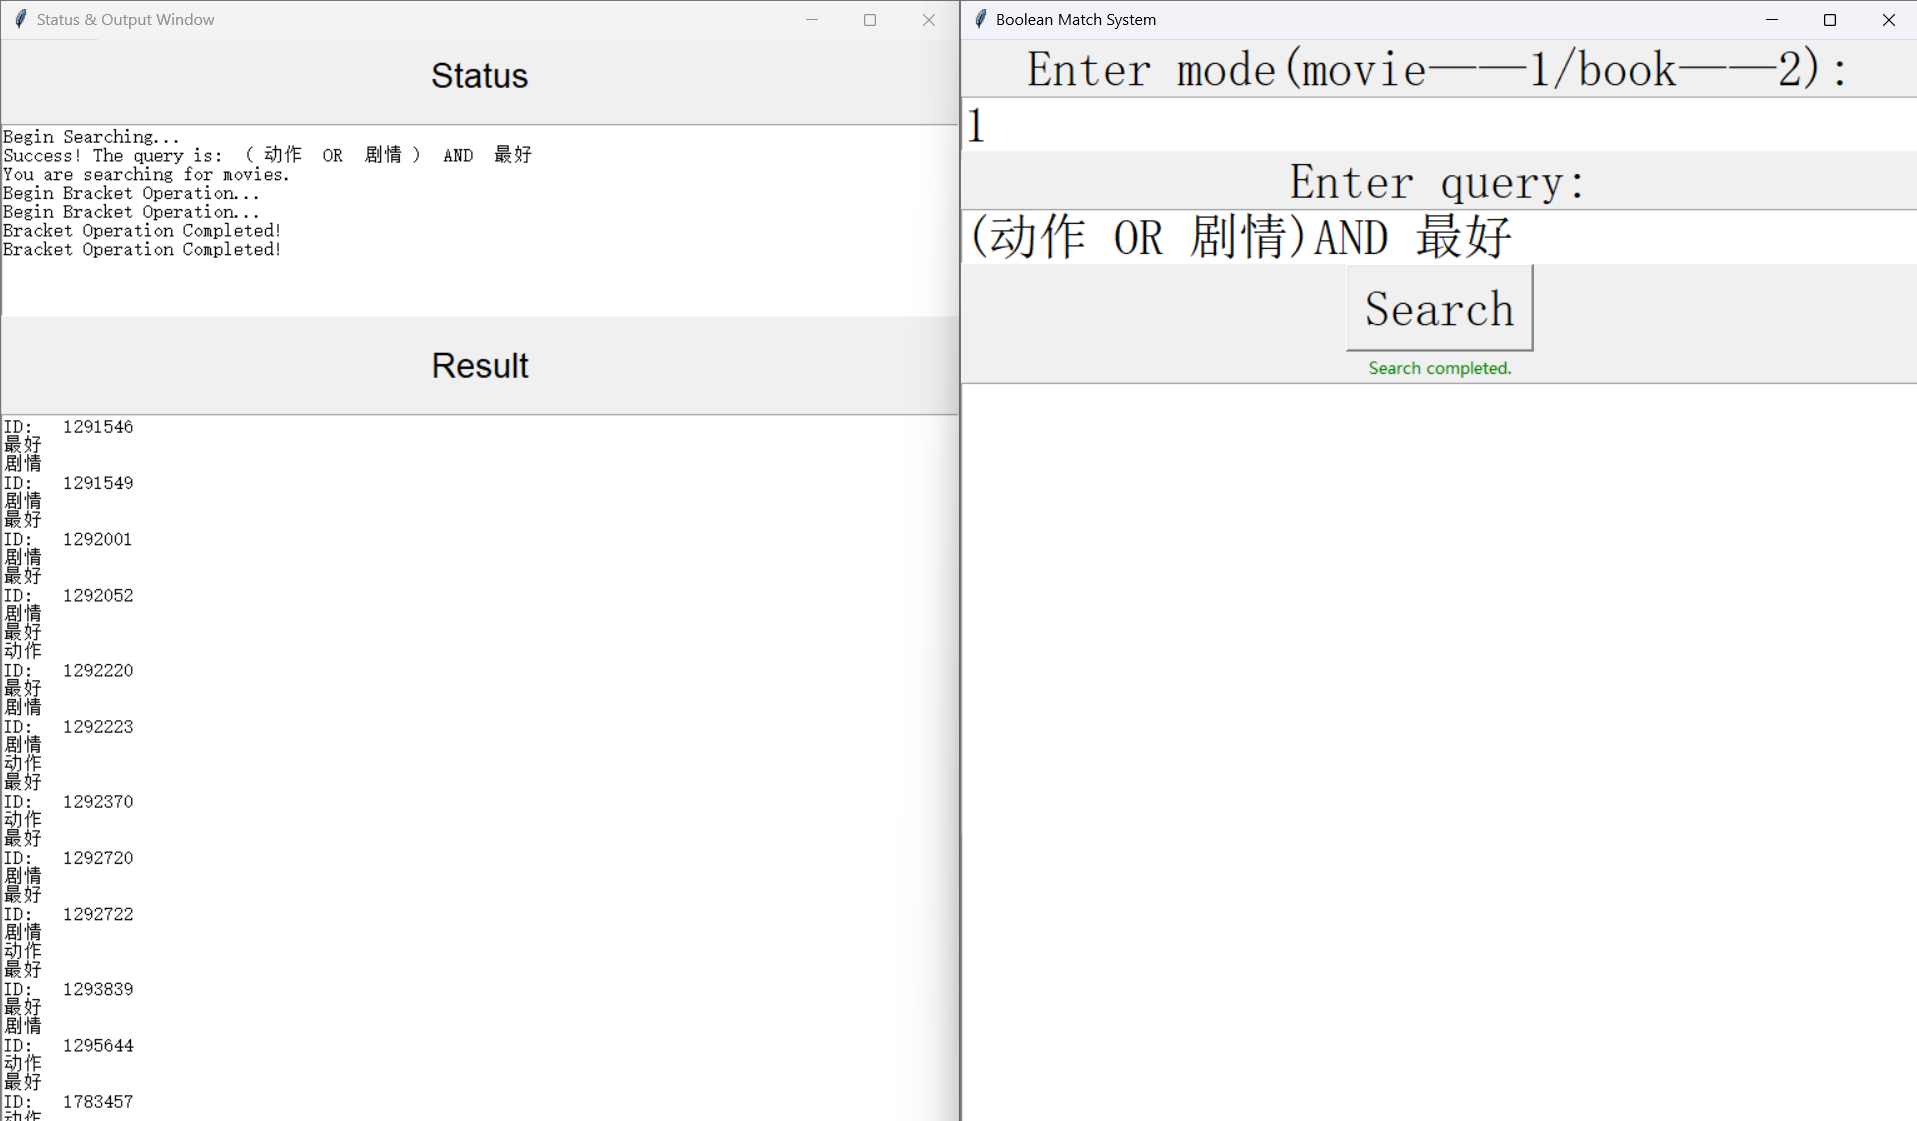 Status & Output Window
Status
Begin Searching...
Success! The query is: ( 动作 OR 剧情 ) AND 最好
You are searching for movies.
Begin Bracket Operation...
Begin Bracket Operation...
Bracket Operation Completed!
Bracket Operation Completed!
Result
ID: 1291546
最好
剧情
ID: 1291549
剧情
最好
ID: 1292001
剧情
最好
ID: 1292052
剧情
最好
动作
ID: 1292220
最好
剧情
ID: 1292223
剧情
动作
最好
ID: 1292370
动作
最好
ID: 1292720
剧情
最好
ID: 1292722
剧情
动作
最好
ID: 1293839
最好
剧情
ID: 1295644
动作
最好
ID: 1783457
动作
Boolean Match System
Enter mode(movie——1/book——2):
1
Enter query:
(动作 OR 剧情)AND 最好
Search
Search completed.